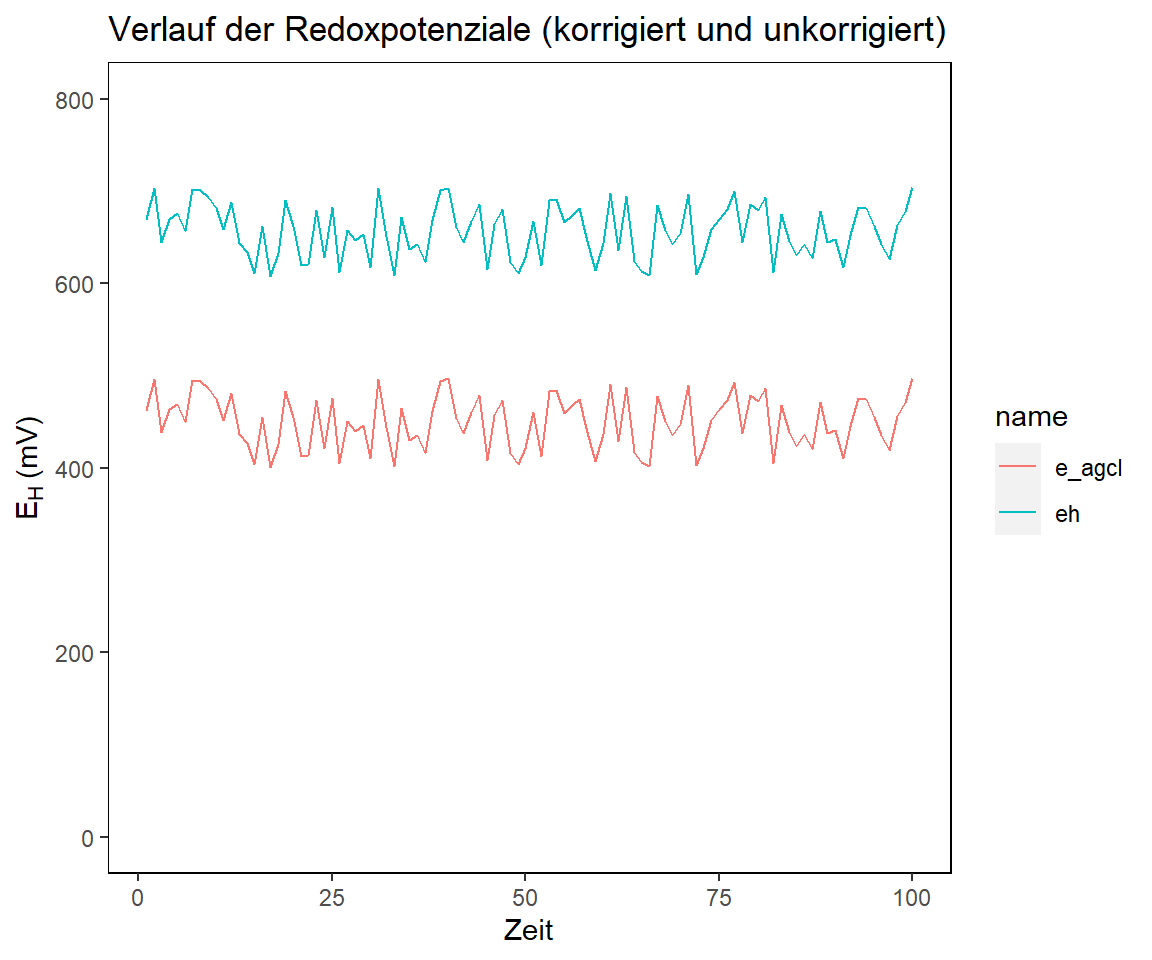 Verlauf der Redoxpotenziale (korrigiert und unkorrigiert)
800
600
400
200
0
E_H (mV)
0 25 50 75 100
Zeit
name
e_agcl
eh